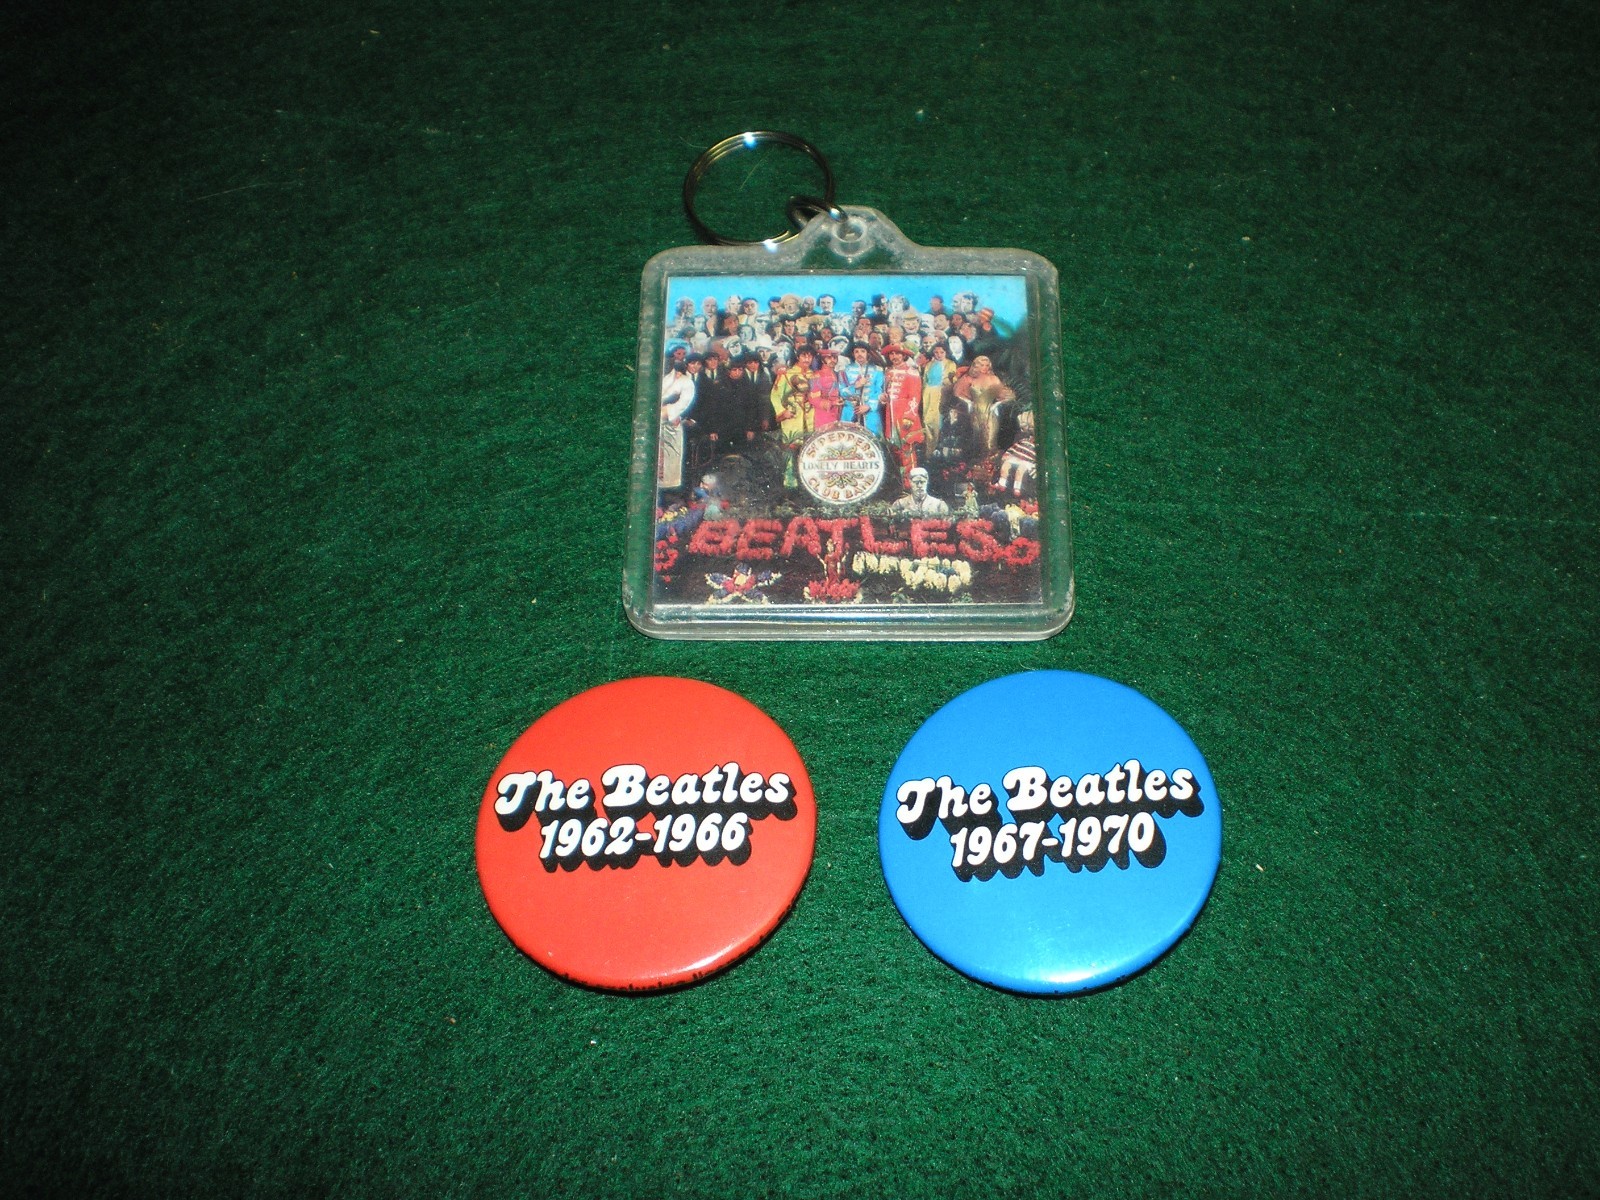 SGT. PEPPERS
LONELY HEARTS
CLUB BAND
BEATLES
The Beatles
1962-1966
The Beatles
1967-1970